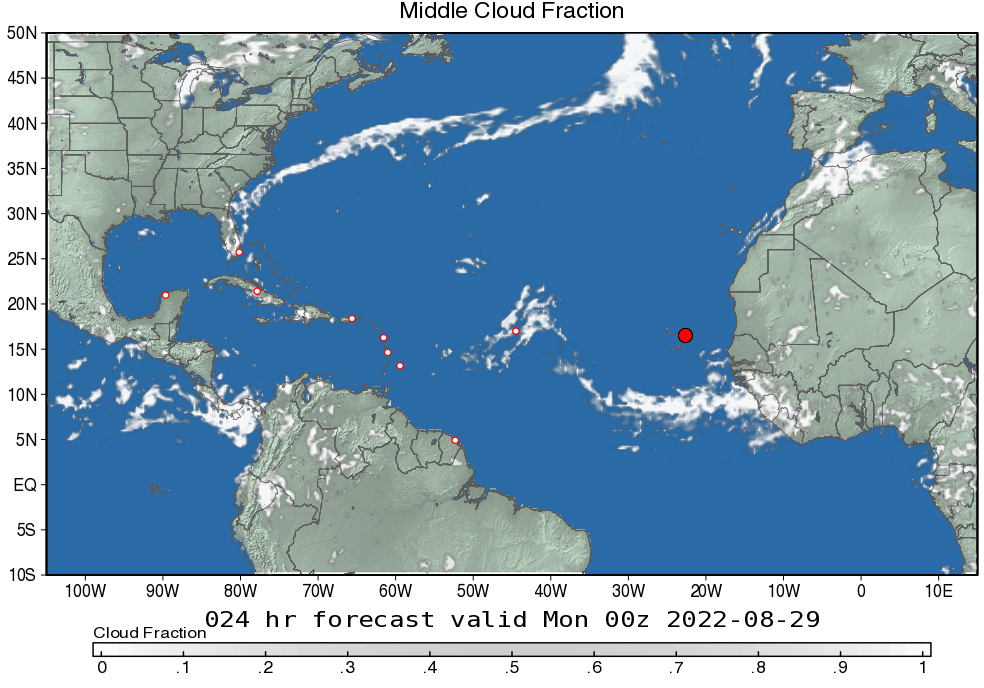 Middle Cloud Fraction
50N
45N
40N
35N
30N
25N
20N
15N
10N
5N
EQ
5S
10S
100W 90W 80W 70W 60W 50W 40W 30W 20W 10W 0 10E
024 hr forecast valid Mon 00z 2022-08-29
Cloud Fraction
0 .1 .2 .3 .4 .5 .6 .7 .8 .9 1